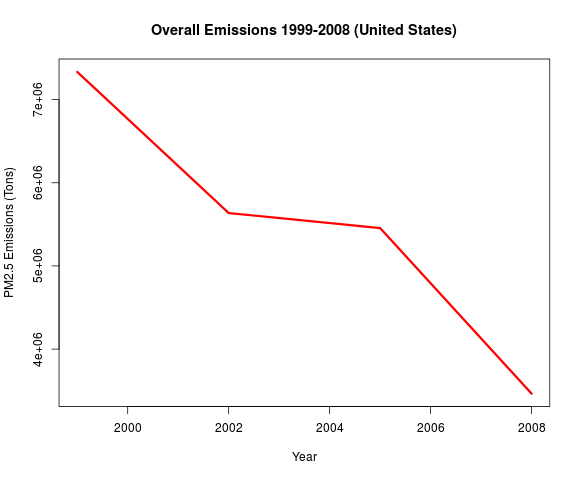 Overall Emissions 1999-2008 (United States)
PM2.5 Emissions (Tons)
7e+06
6e+06
5e+06
4e+06
2000 2002 2004 2006 2008
Year